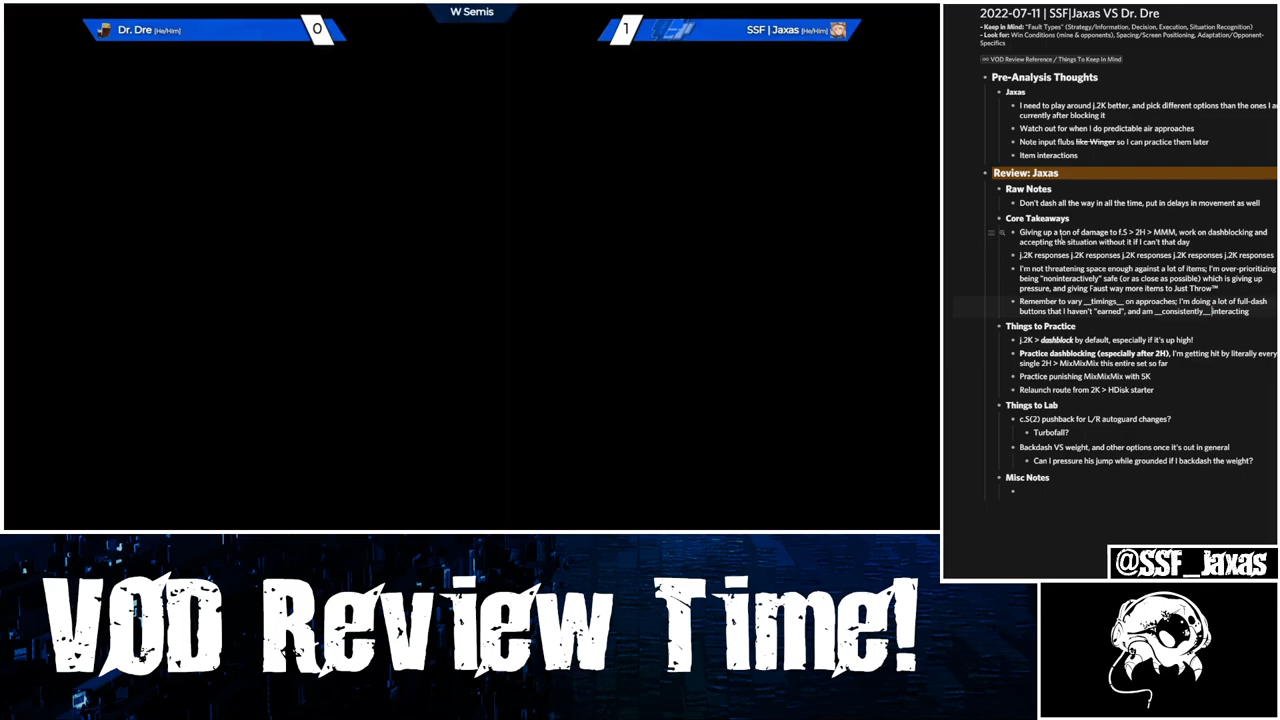 W Semis
Dr. Dre [He/Him]
0
1
SSF | Jaxas [He/Him]
2022-07-11 | SSF|Jaxas VS Dr. Dre
- Keep in Mind: "Fault Types" (Strategy/Information, Decision, Execution, Situation Recognition)
- Look for: Win Conditions (mine & opponents), Spacing/Screen Positioning, Adaptation/Opponent-
Specifics
VOD Review Reference / Things To Keep In Mind
Pre-Analysis Thoughts
Jaxas
I need to play around j.2K better, and pick different options than the ones I a
currently after blocking it
Watch out for when I do predictable air approaches
Note input flubs like Winger so I can practice them later
Item interactions
Review: Jaxas
Raw Notes
Don't dash all the way in all the time, put in delays in movement as well
Core Takeaways
Giving up a ton of damage to f.S > 2H > MMM, work on dashblocking and
accepting the situation without it if I can't that day
j.2K responses j.2K responses j.2K responses j.2K responses j.2K responses
I'm not threatening space enough against a lot of items; I'm over-prioritizing
being "noninteractively" safe (or as close as possible) which is giving up
pressure, and giving Faust way more items to Just Throw™
Remember to vary __timings__ on approaches; I'm doing a lot of full-dash
buttons that I haven't "earned", and am __consistently__ interacting
Things to Practice
j.2K > dashblock by default, especially if it's up high!
Practice dashblocking (especially after 2H), I'm getting hit by literally every
single 2H > MixMixMix this entire set so far
Practice punishing MixMixMix with 5K
Relaunch route from 2K > HDisk starter
Things to Lab
c.S(2) pushback for L/R autoguard changes?
Turbofall?
Backdash VS weight, and other options once it's out in general
Can I pressure his jump while grounded if I backdash the weight?
Misc Notes
@SSF_Jaxas
VOD Review Time!